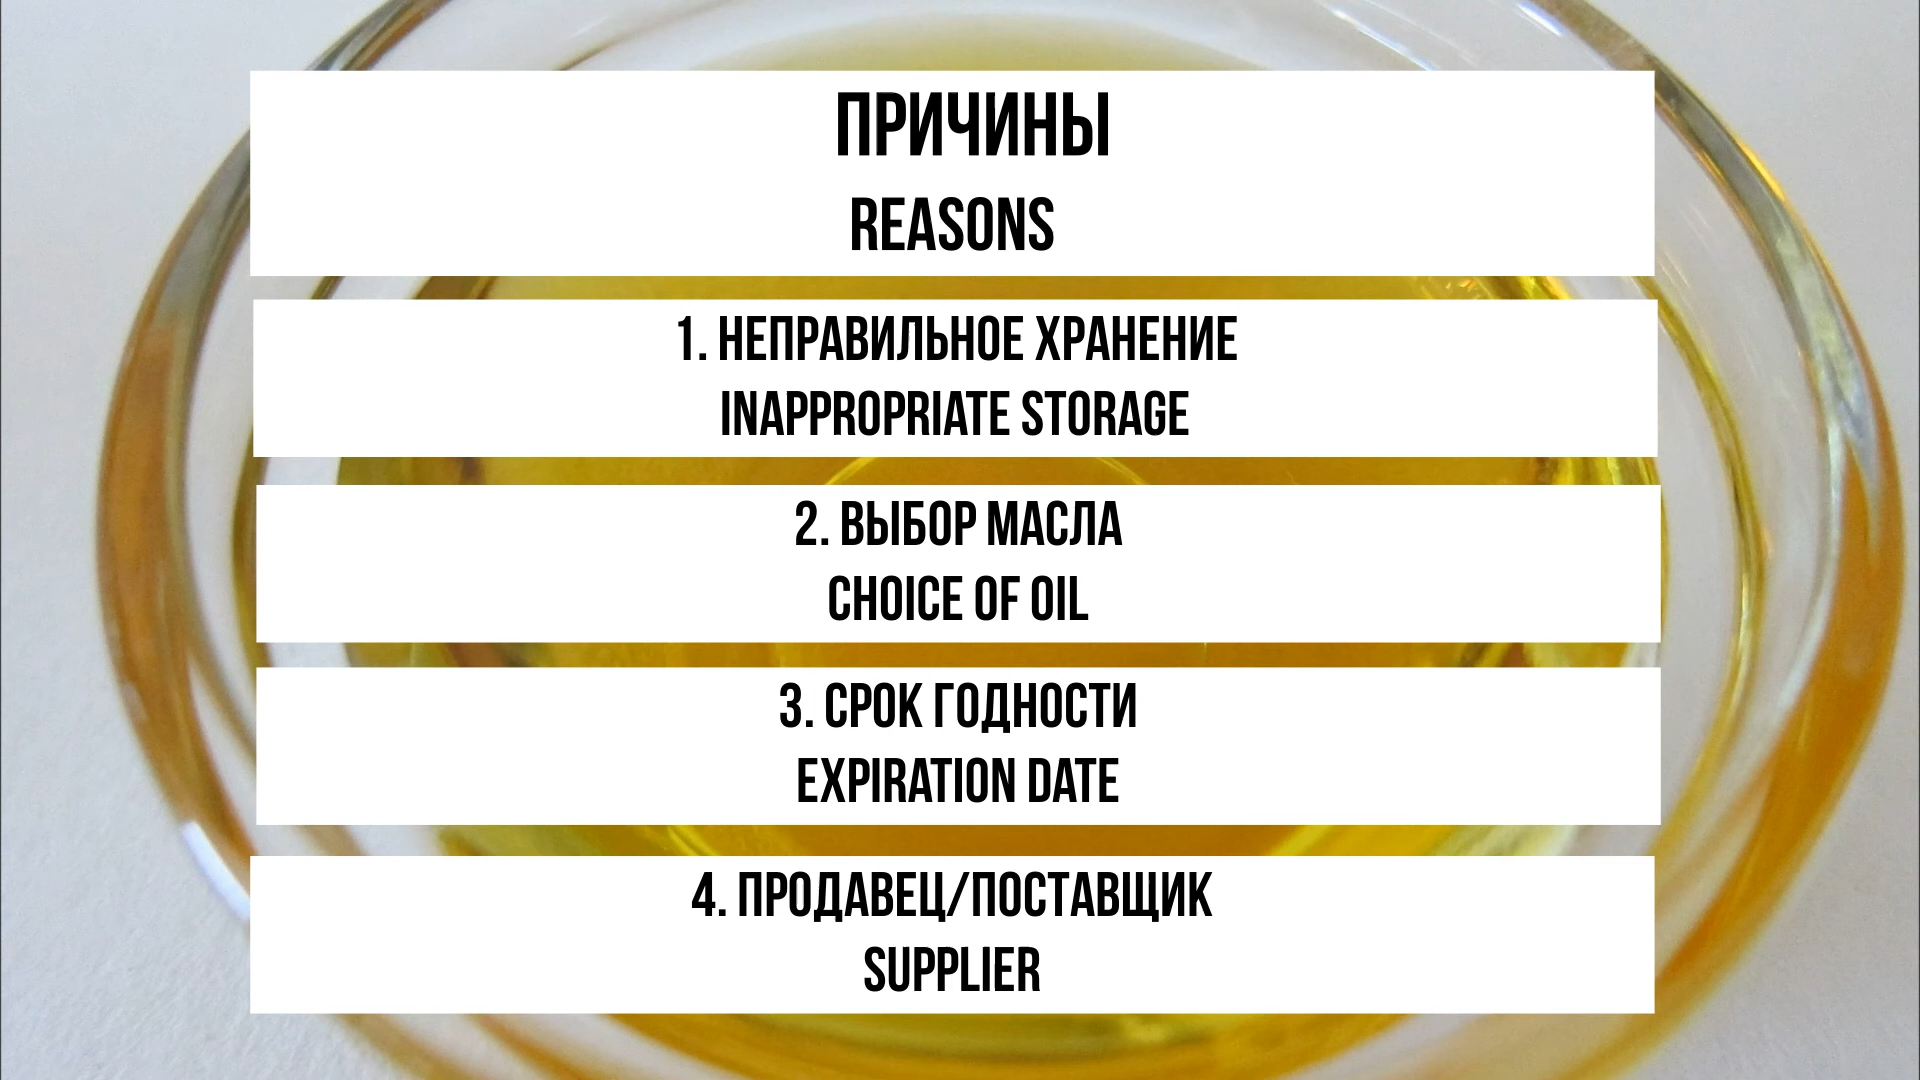 ПРИЧИНЫ
REASONS
1. НЕПРАВИЛЬНОЕ ХРАНЕНИЕ
INAPPROPRIATE STORAGE
2. ВЫБОР МАСЛА
CHOICE OF OIL
3. СРОК ГОДНОСТИ
EXPIRATION DATE
4. ПРОДАВЕЦ/ПОСТАВЩИК
SUPPLIER